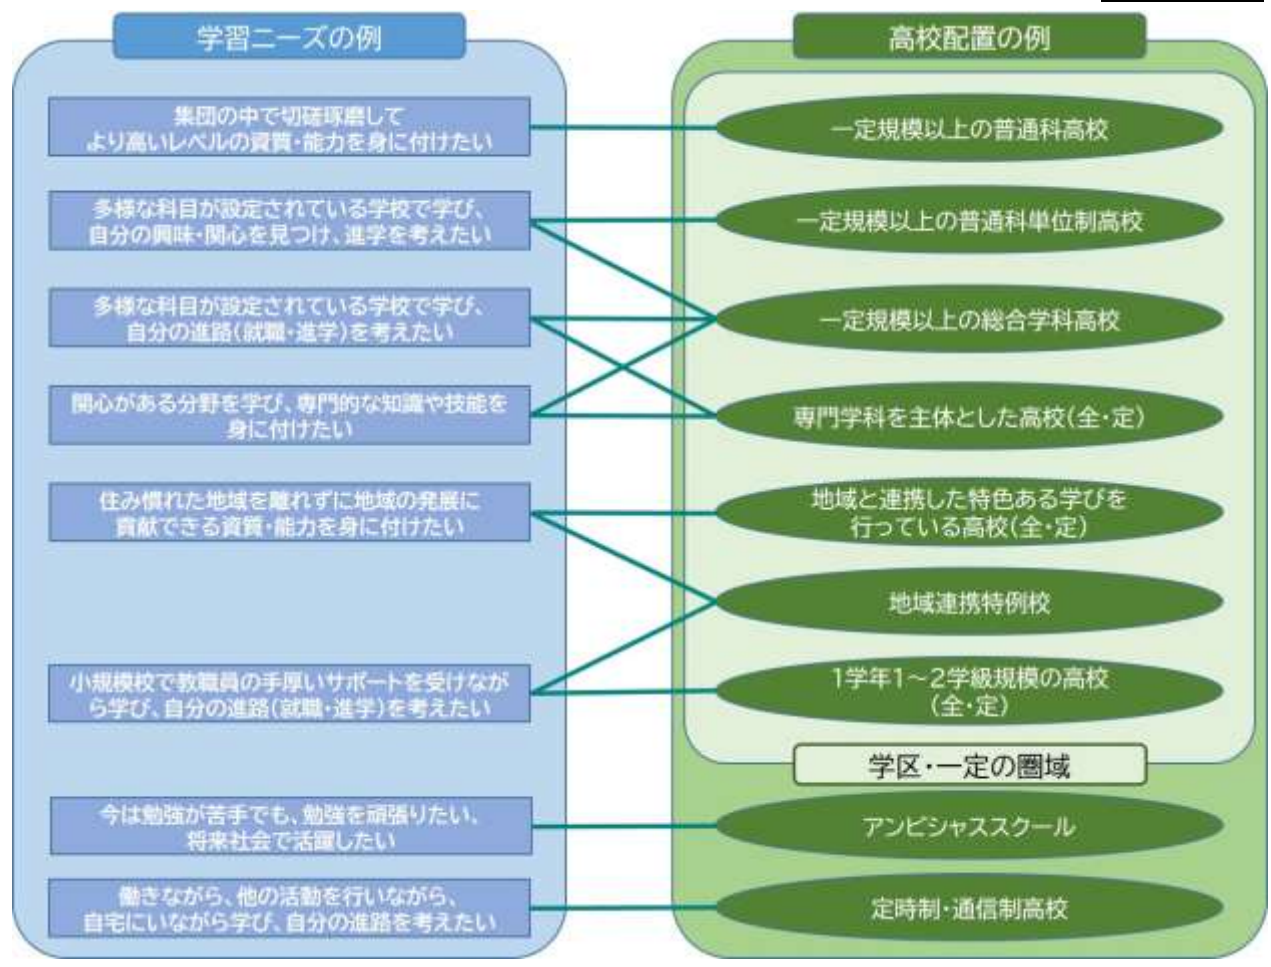 学習ニーズの例
集団の中で切磋琢磨して
より高いレベルの資質・能力を身に付けたい
多様な科目が設定されている学校で学び、
自分の興味・関心を見つけ、進学を考えたい
多様な科目が設定されている学校で学び、
自分の進路(就職・進学)を考えたい
関心がある分野を学び、専門的な知識や技能を
身に付けたい
住み慣れた地域を離れずに地域の発展に
貢献できる資質・能力を身に付けたい
小規模校で教職員の手厚いサポートを受けなが
ら学び、自分の進路(就職・進学)を考えたい
今は勉強が苦手でも、勉強を頑張りたい、
将来社会で活躍したい
働きながら、他の活動を行いながら、
自宅にいながら学び、自分の進路を考えたい
高校配置の例
一定規模以上の普通科高校
一定規模以上の普通科単位制高校
一定規模以上の総合学科高校
専門学科を主体とした高校(全・定)
地域と連携した特色ある学びを
行っている高校(全・定)
地域連携特例校
1学年1～2学級規模の高校
(全・定)
学区・一定の圏域
アンビシャススクール
定時制・通信制高校